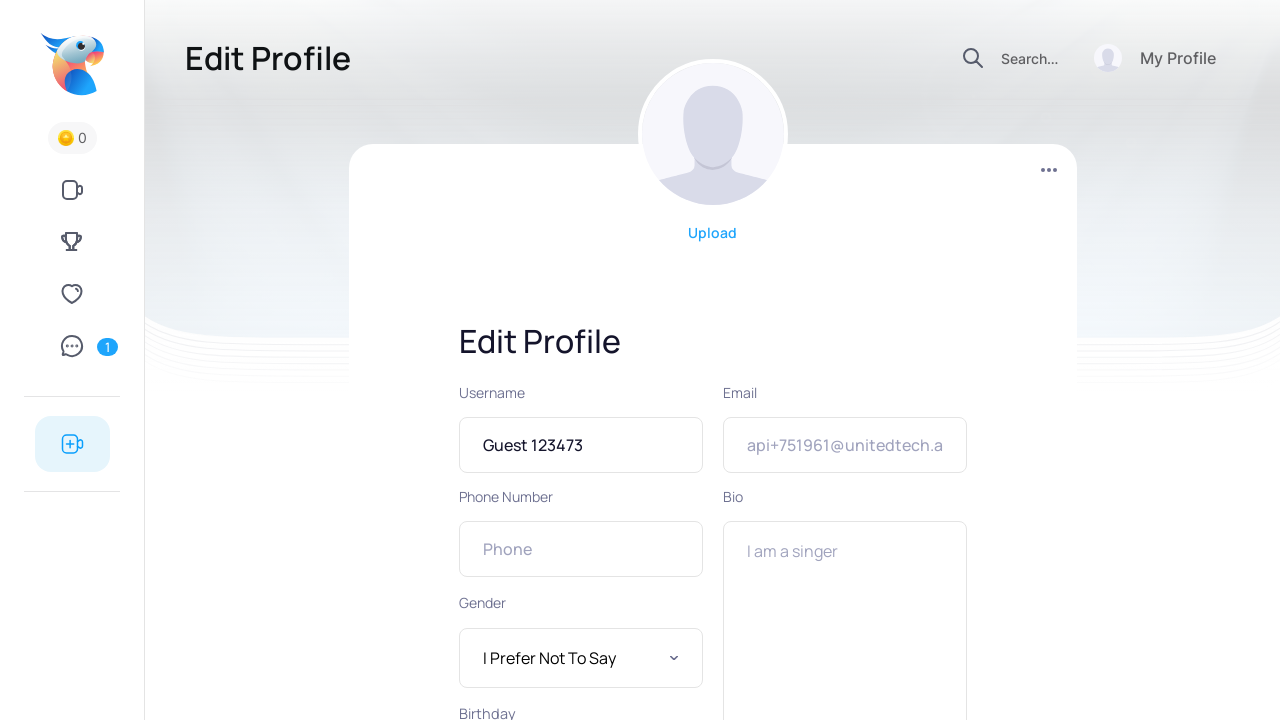 Edit Profile
Search...
My Profile
0
1
Upload
Edit Profile
Username
Email
Guest 123473
api+751961@unitedtech.a
Phone Number
Bio
Phone
I am a singer
Gender
I Prefer Not To Say
Birthday